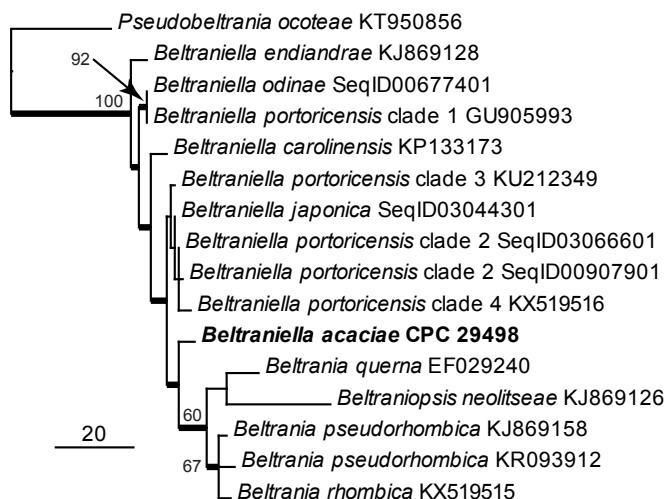 Pseudobeltrania ocoteae KT950856
Beltraniella endiandrae KJ869128
92
Beltraniella odinae SeqID00677401
100
Beltraniella portoricensis clade 1 GU905993
Beltraniella carolinensis KP133173
Beltraniella portoricensis clade 3 KU212349
Beltraniella japonica SeqID03044301
Beltraniella portoricensis clade 2 SeqID03066601
Beltraniella portoricensis clade 2 SeqID00907901
Beltraniella portoricensis clade 4 KX519516
Beltraniella acaciae CPC 29498
Beltrania querna EF029240
Beltraniopsis neolitseae KJ869126
60
Beltrania pseudorhombica KJ869158
20
Beltrania pseudorhombica KR093912
67
Beltrania rhombica KX519515